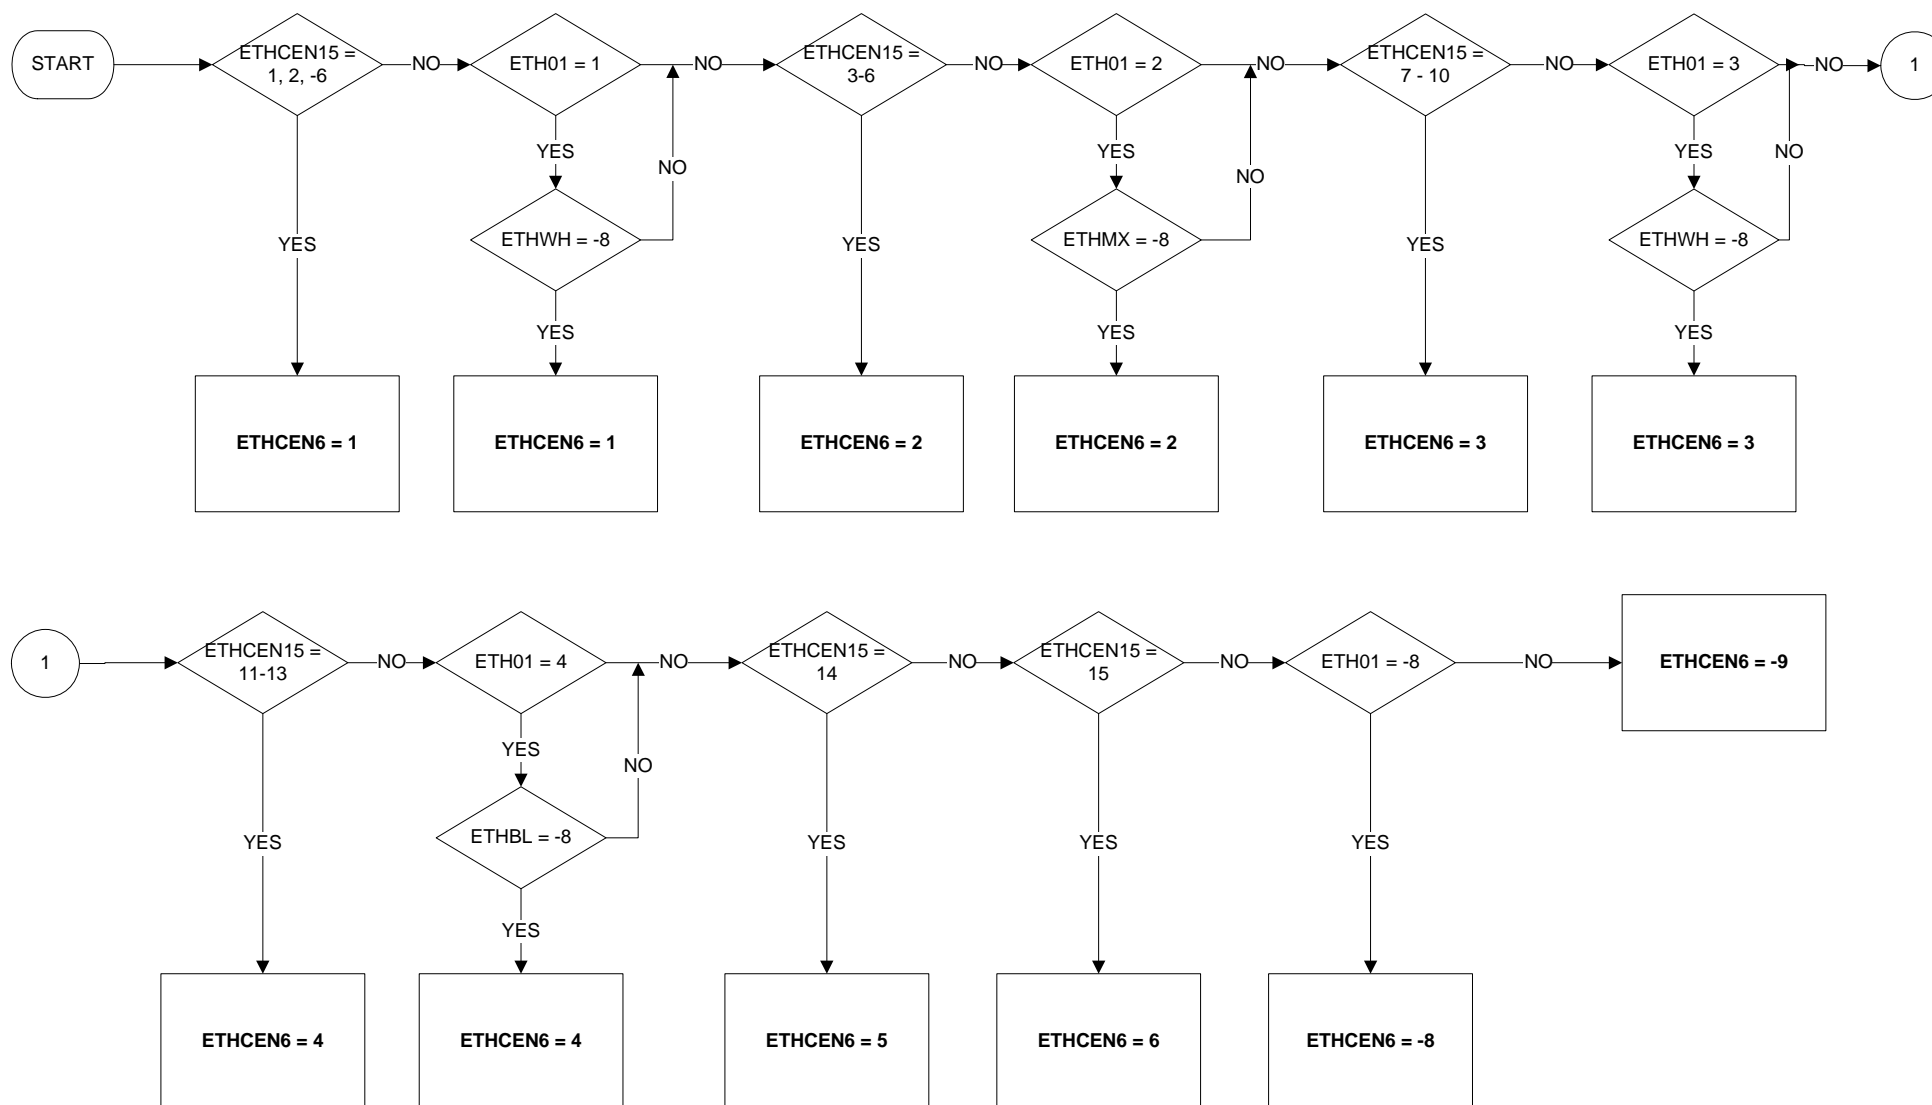 START
ETHCEN15 =
1, 2, -6
NO
ETH01 = 1
NO
ETHCEN15 =
3-6
NO
ETH01 = 2
NO
ETHCEN15 =
7 - 10
NO
ETH01 = 3
NO
1
YES
YES
YES
NO
NO
NO
YES
ETHWH = -8
YES
ETHMX = -8
YES
ETHWH = -8
YES
YES
YES
ETHCEN6 = 1
ETHCEN6 = 1
ETHCEN6 = 2
ETHCEN6 = 2
ETHCEN6 = 3
ETHCEN6 = 3
1
ETHCEN15 =
11-13
NO
ETH01 = 4
NO
ETHCEN15 =
14
NO
ETHCEN15 =
15
NO
ETH01 = -8
NO
ETHCEN6 = -9
YES
NO
YES
ETHBL = -8
YES
YES
YES
YES
ETHCEN6 = 4
ETHCEN6 = 4
ETHCEN6 = 5
ETHCEN6 = 6
ETHCEN6 = -8